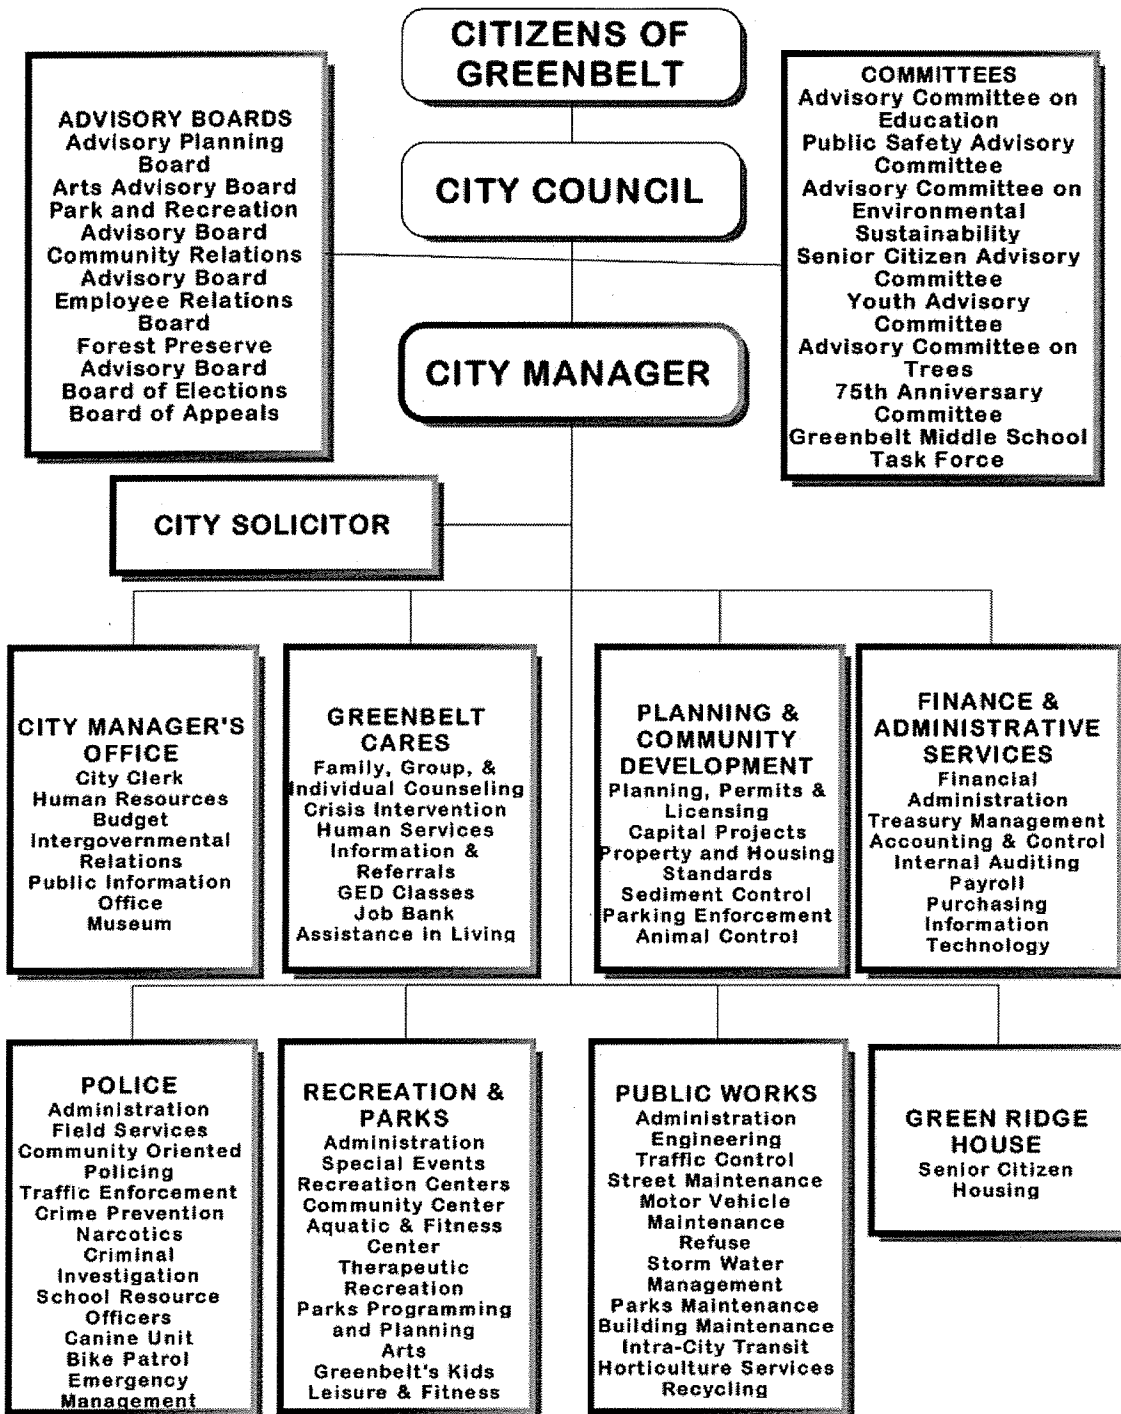 CITIZENS OF
GREENBELT
ADVISORY BOARDS
Advisory Planning
Board
Arts Advisory Board
Park and Recreation
Advisory Board
Community Relations
Advisory Board
Employee Relations
Board
Forest Preserve
Advisory Board
Board of Elections
Board of Appeals
CITY COUNCIL
COMMITTEES
Advisory Committee on
Education
Public Safety Advisory
Committee
Advisory Committee on
Environmental
Sustainability
Senior Citizen Advisory
Committee
Youth Advisory
Committee
Advisory Committee on
Trees
75th Anniversary
Committee
Greenbelt Middle School
Task Force
CITY MANAGER
CITY SOLICITOR
CITY MANAGER'S
OFFICE
City Clerk
Human Resources
Budget
Intergovernmental
Relations
Public Information
Office
Museum
GREENBELT
CARES
Family, Group, &
Individual Counseling
Crisis Intervention
Human Services
Information &
Referrals
GED Classes
Job Bank
Assistance in Living
PLANNING &
COMMUNITY
DEVELOPMENT
Planning, Permits &
Licensing
Capital Projects
Property and Housing
Standards
Sediment Control
Parking Enforcement
Animal Control
FINANCE &
ADMINISTRATIVE
SERVICES
Financial
Administration
Treasury Management
Accounting & Control
Internal Auditing
Payroll
Purchasing
Information
Technology
POLICE
Administration
Field Services
Community Oriented
Policing
Traffic Enforcement
Crime Prevention
Narcotics
Criminal
Investigation
School Resource
Officers
Canine Unit
Bike Patrol
Emergency
Management
RECREATION &
PARKS
Administration
Special Events
Recreation Centers
Community Center
Aquatic & Fitness
Center
Therapeutic
Recreation
Parks Programming
and Planning
Arts
Greenbelt's Kids
Leisure & Fitness
PUBLIC WORKS
Administration
Engineering
Traffic Control
Street Maintenance
Motor Vehicle
Maintenance
Refuse
Storm Water
Management
Parks Maintenance
Building Maintenance
Intra-City Transit
Horticulture Services
Recycling
GREEN RIDGE
HOUSE
Senior Citizen
Housing